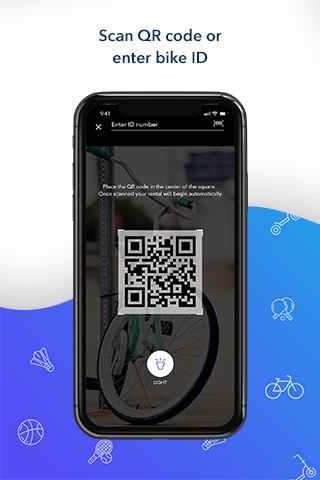 Scan QR code or
enter bike ID
9:41
Enter ID number
Place the QR code in the center of the square.
Once scanned your rental will begin automatically
LIGHT